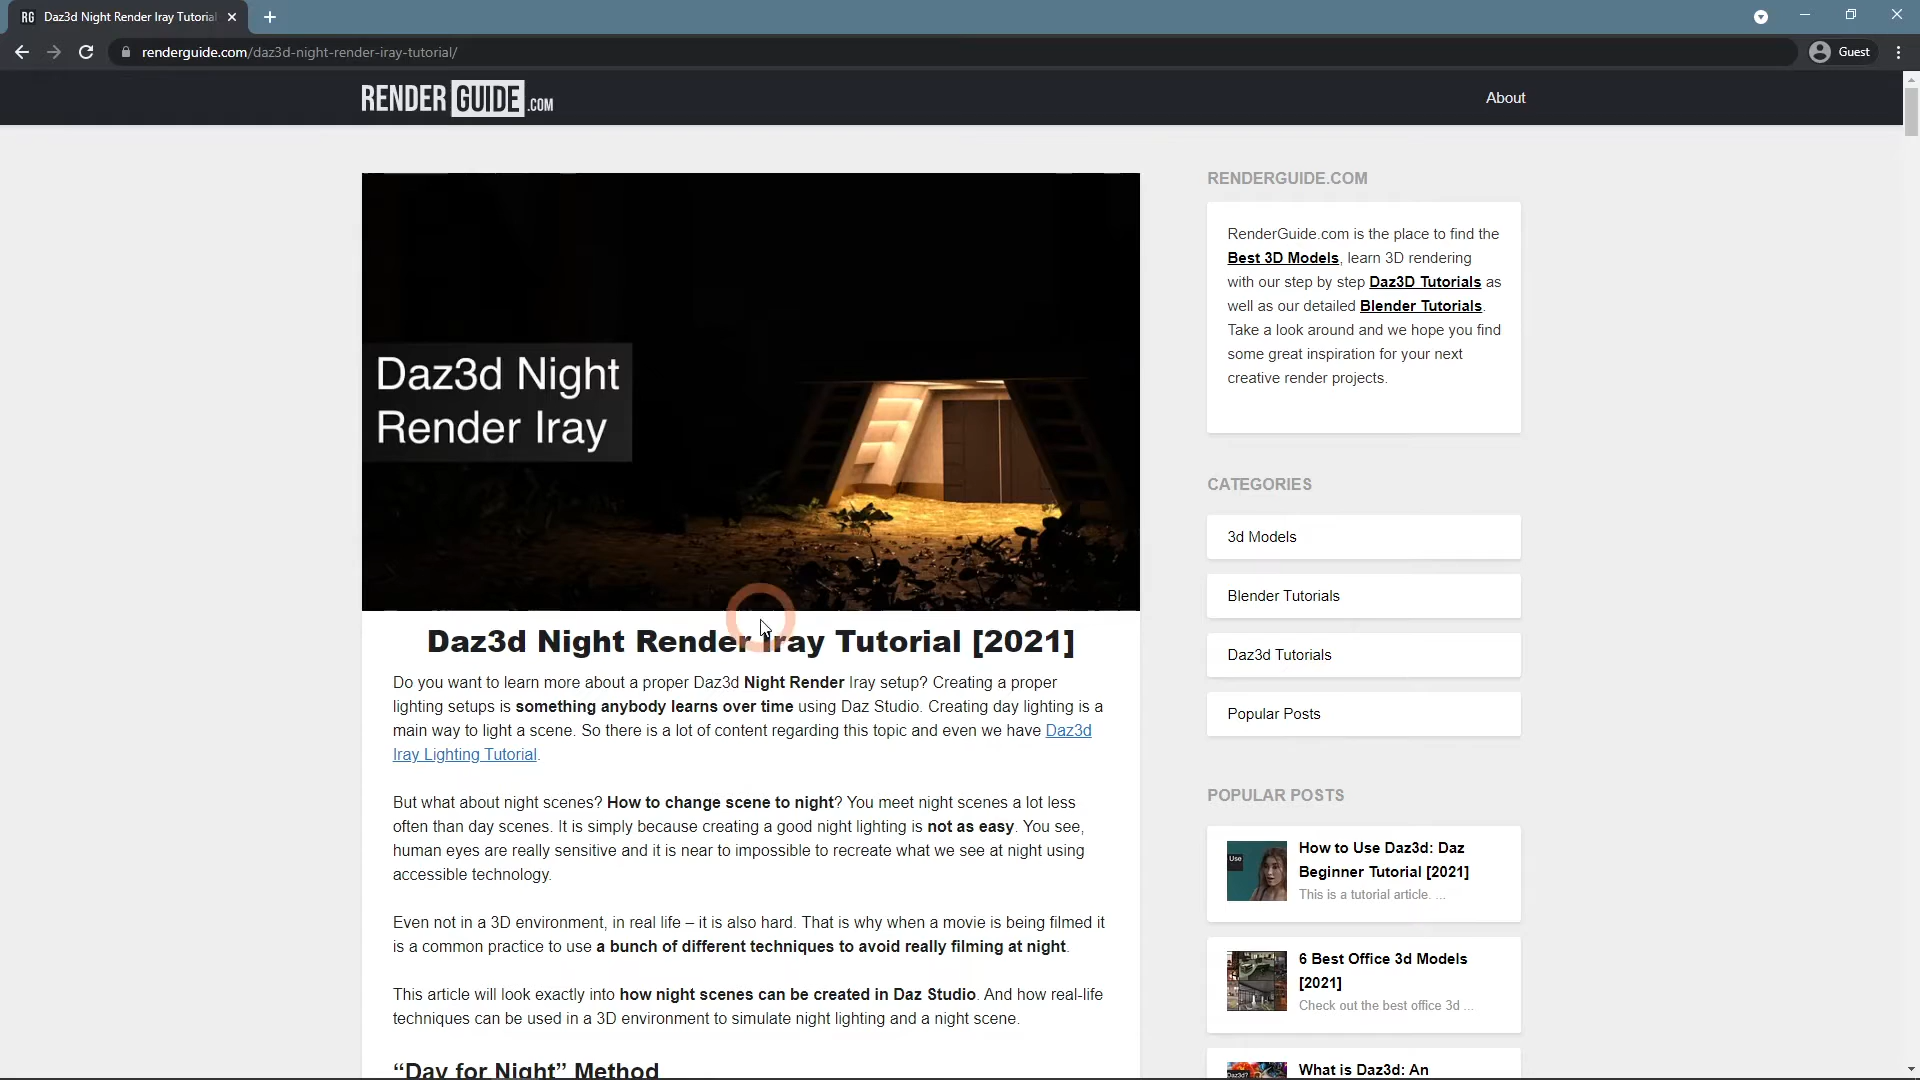 RG Daz3d Night Render Iray Tutorial
renderguide.com/daz3d-night-render-iray-tutorial/
Guest
RENDER GUIDE .COM
About
Daz3d Night
Render Iray
Daz3d Night Render Iray Tutorial [2021]
Do you want to learn more about a proper Daz3d Night Render Iray setup? Creating a proper
lighting setups is something anybody learns over time using Daz Studio. Creating day lighting is a
main way to light a scene. So there is a lot of content regarding this topic and even we have Daz3d
Iray Lighting Tutorial.
But what about night scenes? How to change scene to night? You meet night scenes a lot less
often than day scenes. It is simply because creating a good night lighting is not as easy. You see,
human eyes are really sensitive and it is near to impossible to recreate what we see at night using
accessible technology.
Even not in a 3D environment, in real life – it is also hard. That is why when a movie is being filmed it
is a common practice to use a bunch of different techniques to avoid really filming at night.
This article will look exactly into how night scenes can be created in Daz Studio. And how real-life
techniques can be used in a 3D environment to simulate night lighting and a night scene.
“Day for Night” Method
RENDERGUIDE.COM
RenderGuide.com is the place to find the
Best 3D Models, learn 3D rendering
with our step by step Daz3D Tutorials as
well as our detailed Blender Tutorials.
Take a look around and we hope you find
some great inspiration for your next
creative render projects.
CATEGORIES
3d Models
Blender Tutorials
Daz3d Tutorials
Popular Posts
POPULAR POSTS
Use
How to Use Daz3d: Daz
Beginner Tutorial [2021]
This is a tutorial article. ...
6 Best Office 3d Models
[2021]
Check out the best office 3d ...
Daz3d?
What is Daz3d: An